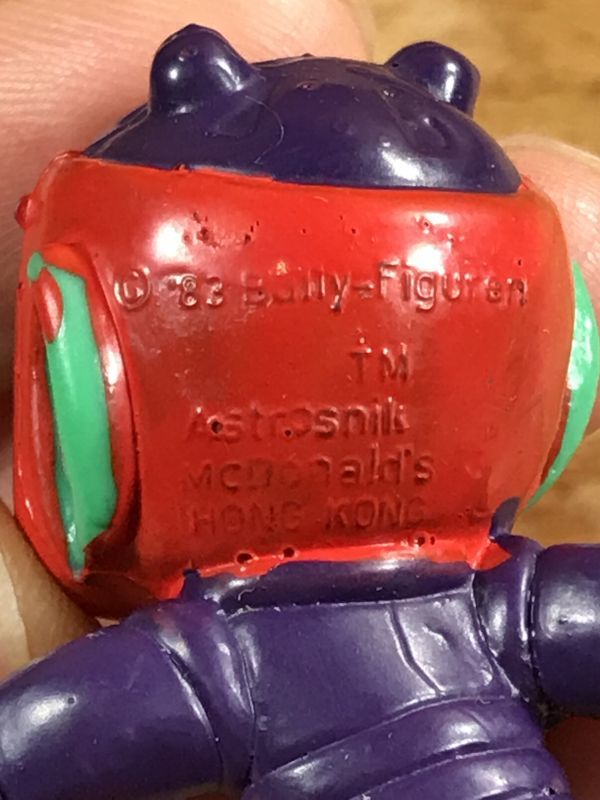 © '83 Bully-Figuren
TM
Astrosnik
McDonald's
HONG KONG